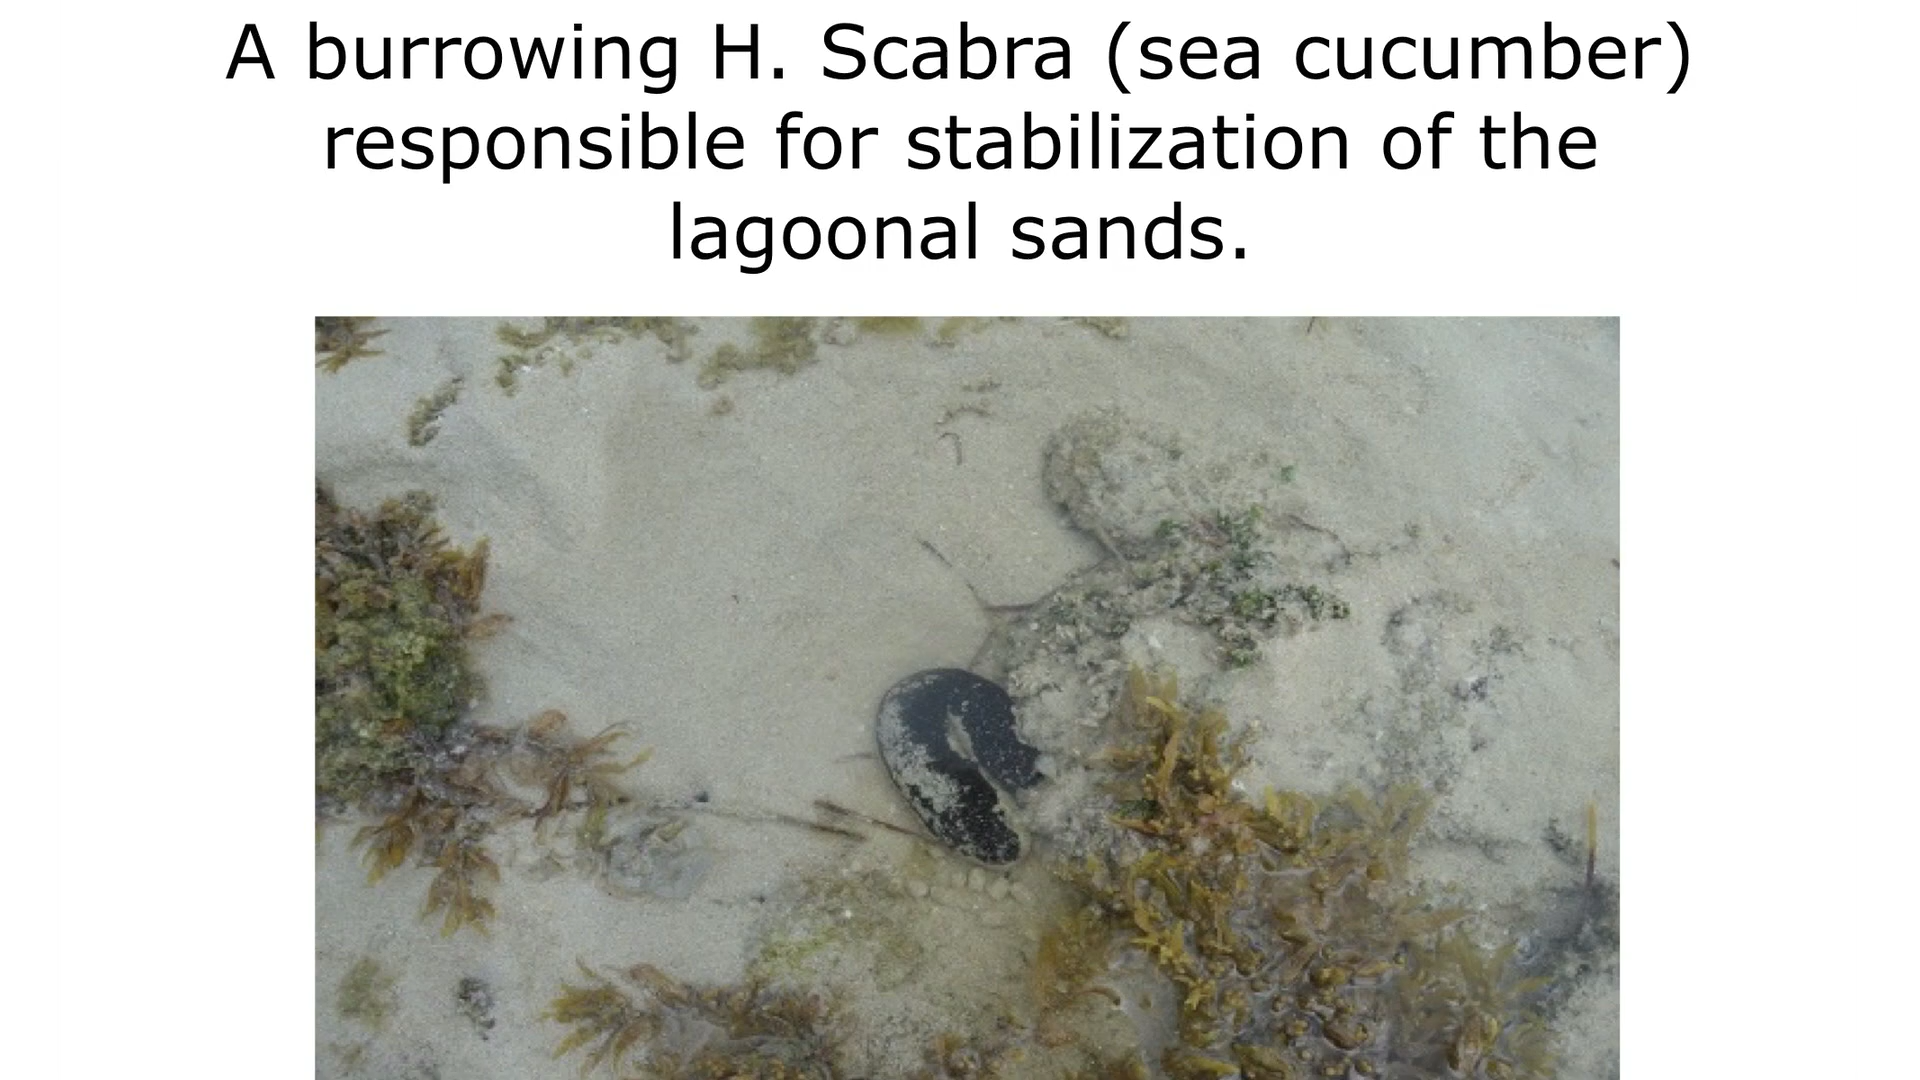 A burrowing H. Scabra (sea cucumber)
responsible for stabilization of the
lagoonal sands.